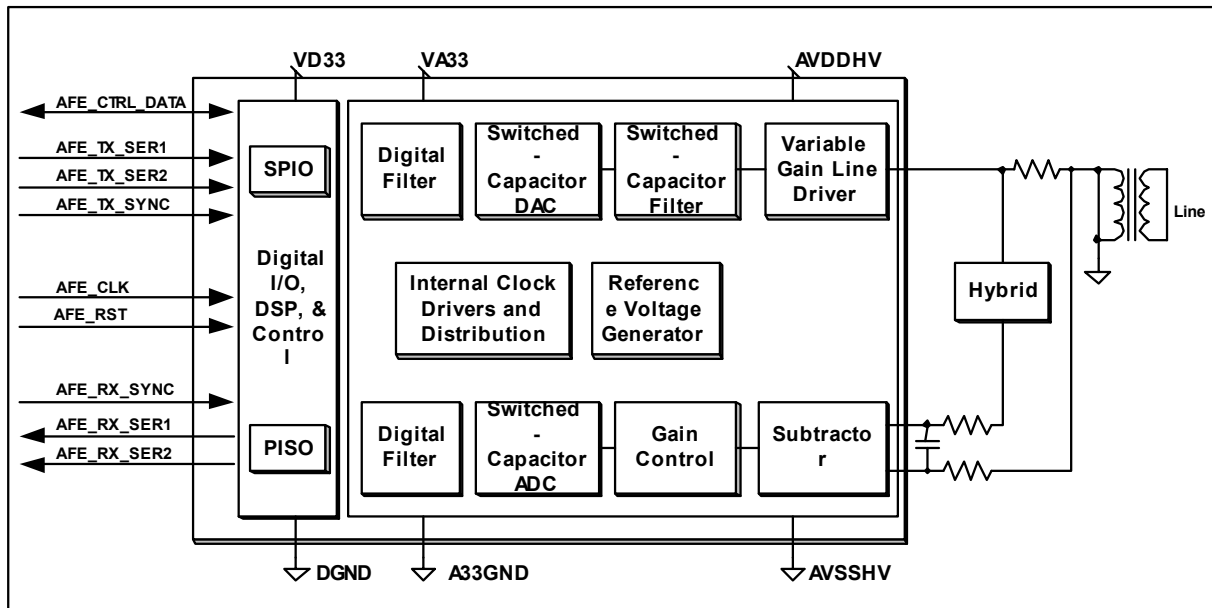 VD33
VA33
AVDDHV
AFE_CTRL_DATA
AFE_TX_SER1
AFE_TX_SER2
AFE_TX_SYNC
AFE_CLK
AFE_RST
AFE_RX_SYNC
AFE_RX_SER1
AFE_RX_SER2
SPIO
Digital
I/O,
DSP, &
Contro
l
PISO
Digital
Filter
Switched
-
Capacitor
DAC
Switched
-
Capacitor
Filter
Variable
Gain Line
Driver
Internal Clock
Drivers and
Distribution
Referenc
e Voltage
Generator
Digital
Filter
Switched
-
Capacitor
ADC
Gain
Control
Subtracto
r
Hybrid
Line
DGND
A33GND
AVSSHV